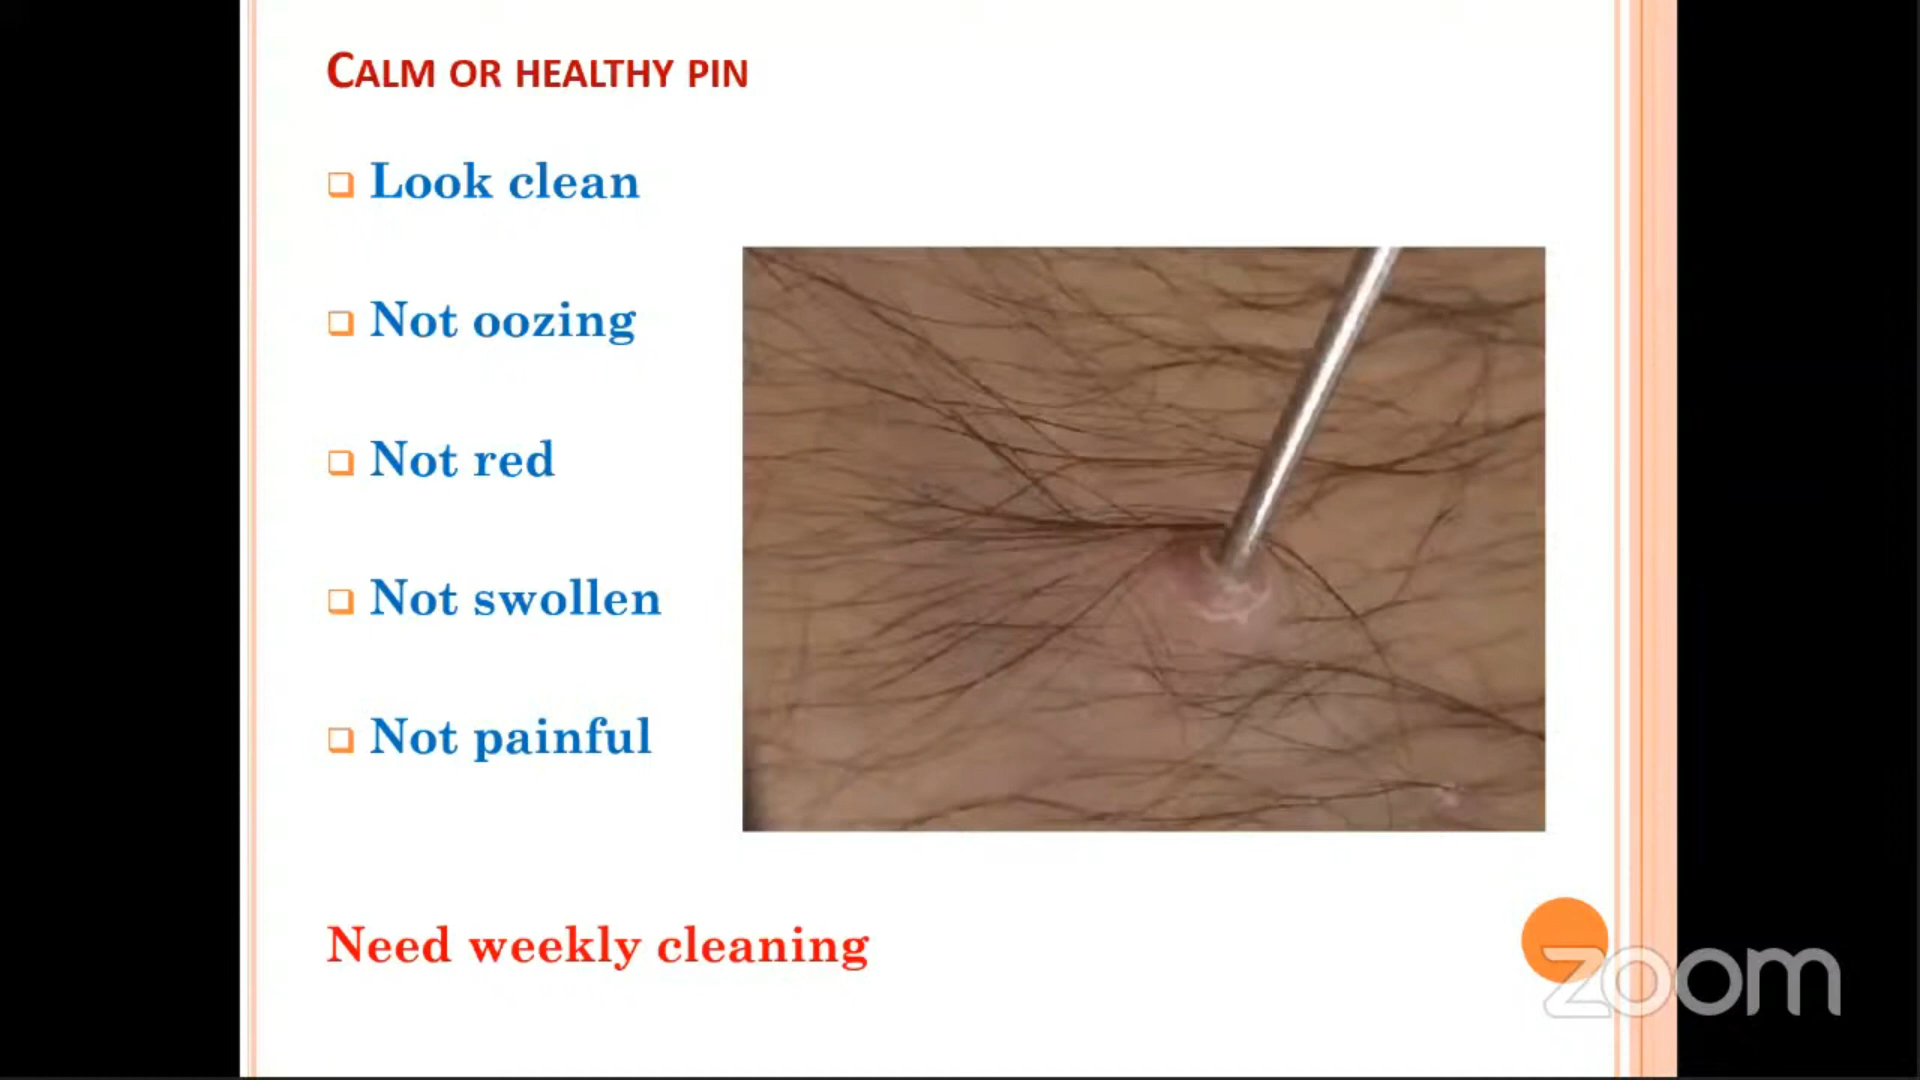 CALM OR HEALTHY PIN
Look clean
Not oozing
Not red
Not swollen
Not painful
Need weekly cleaning
zoom